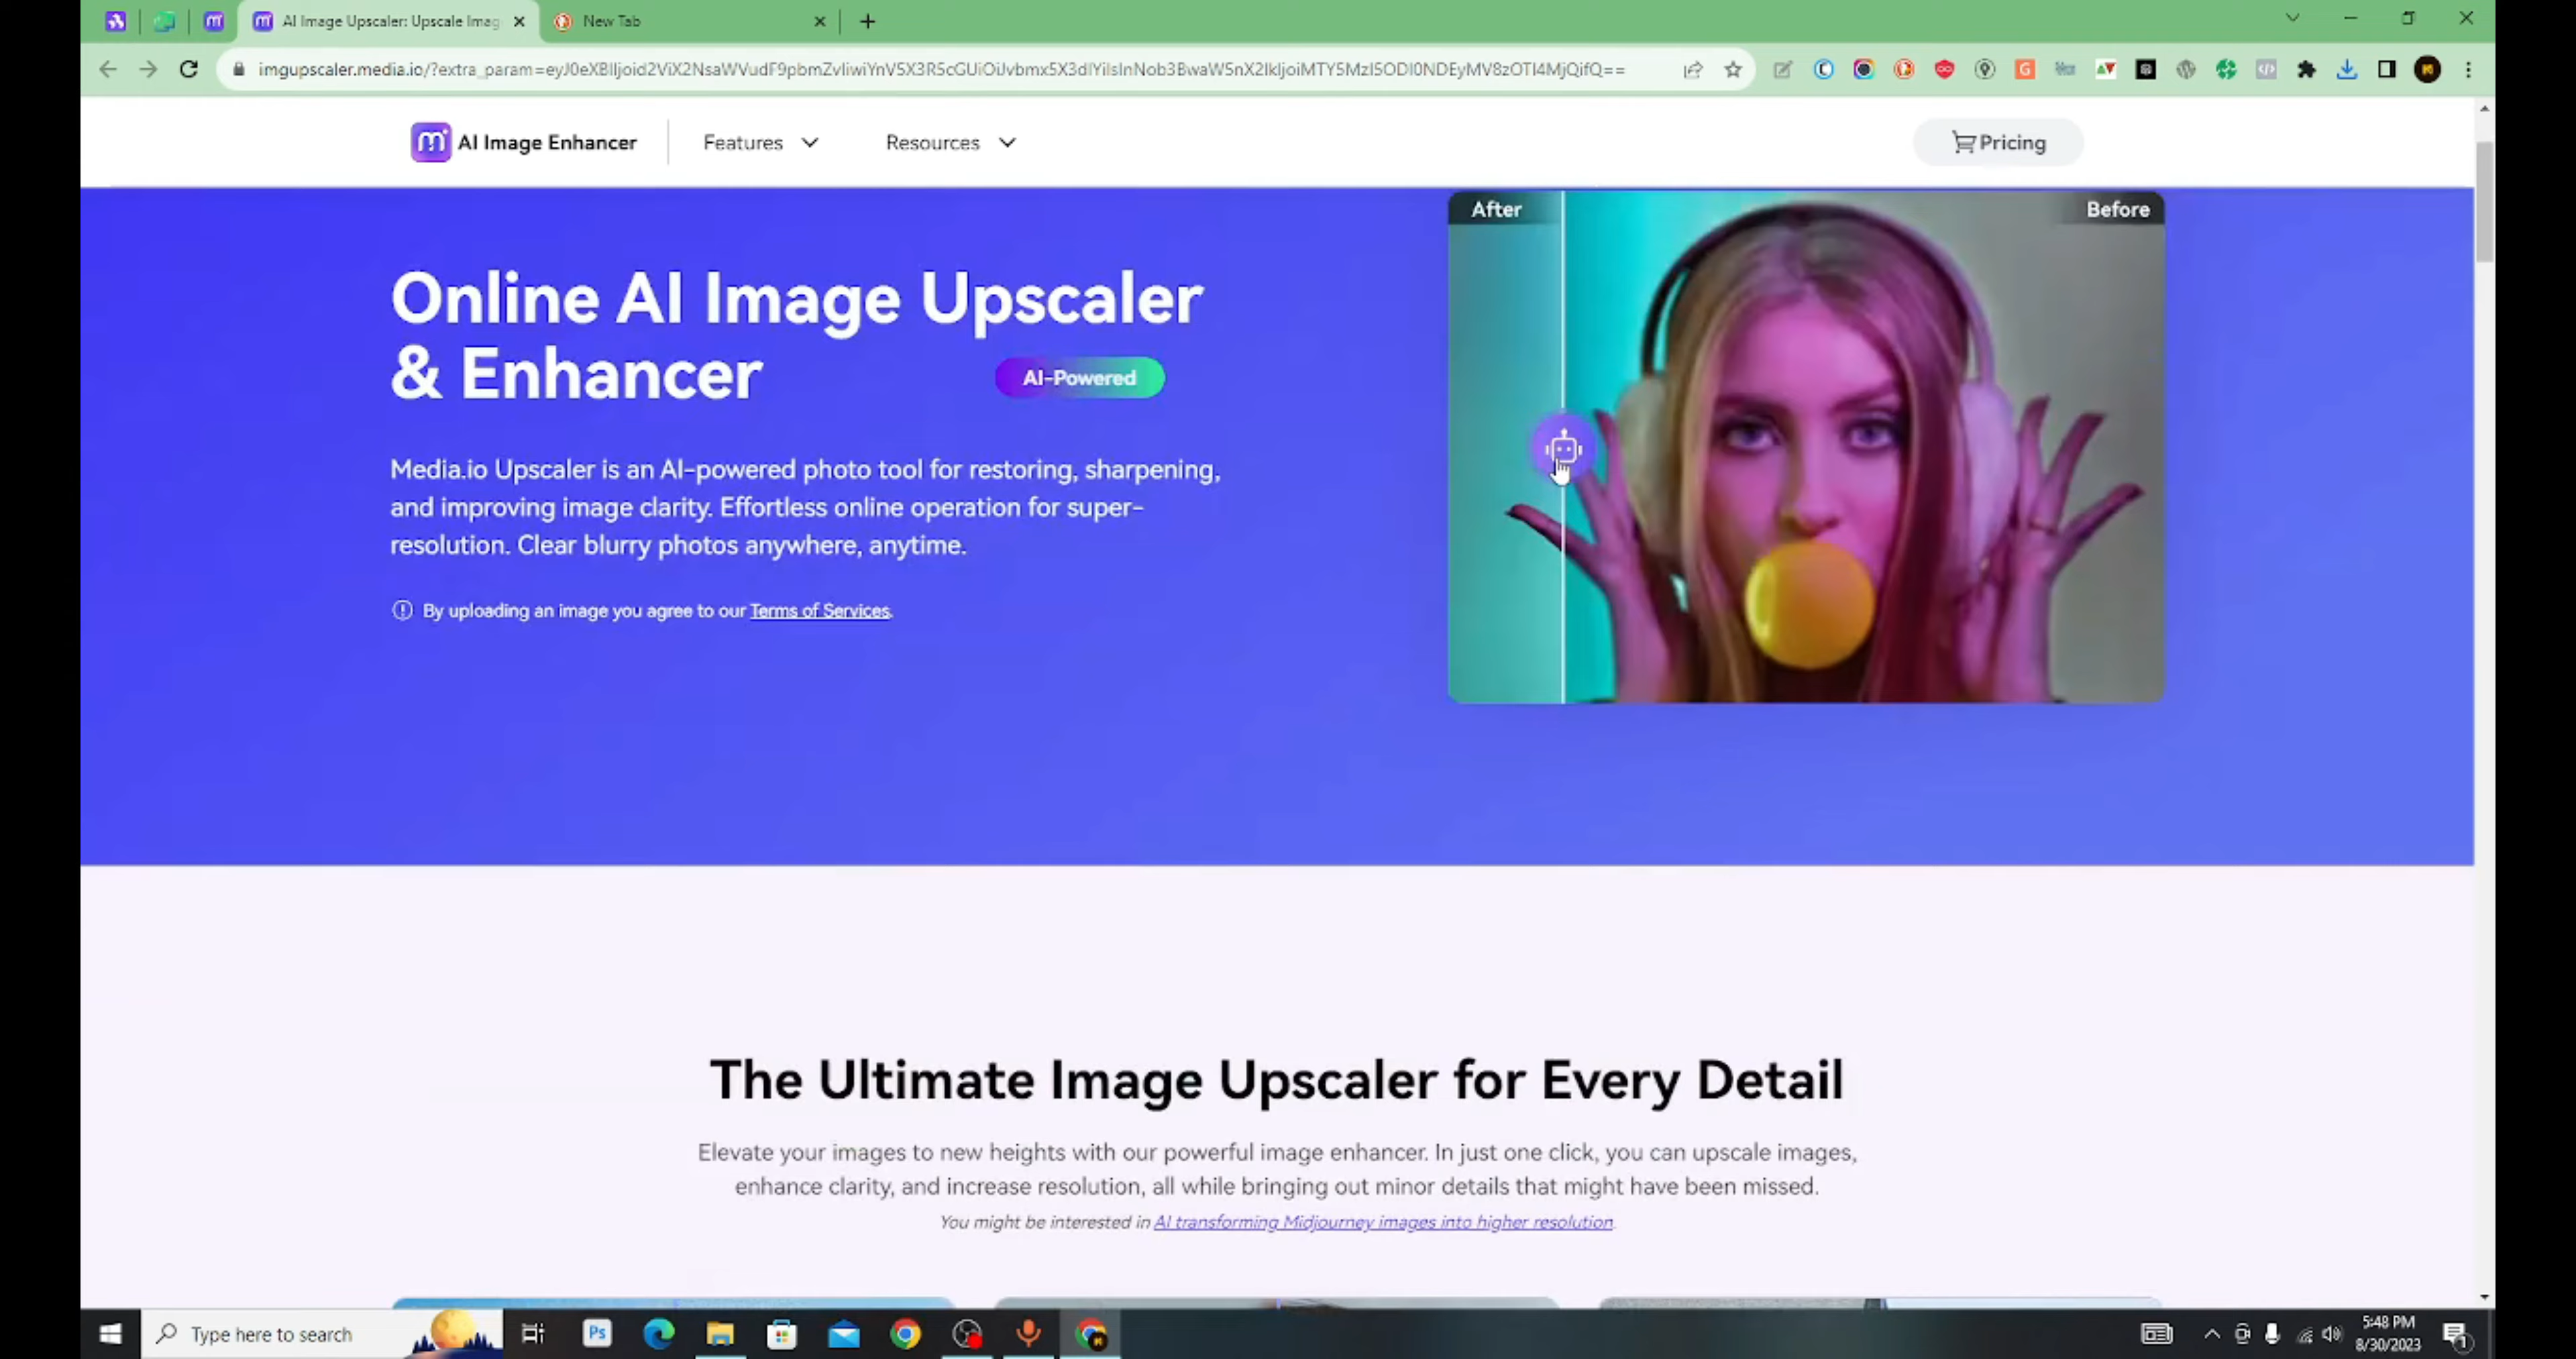 AI Image Upscaler: Upscale Imag
New Tab
AI Image Enhancer
Features
Resources
Pricing
After
Before
Online AI Image Upscaler
& Enhancer
AI-Powered
Media.io Upscaler is an AI-powered photo tool for restoring, sharpening,
and improving image clarity. Effortless online operation for super-
resolution. Clear blurry photos anywhere, anytime.
By uploading an image you agree to our Terms of Services.
The Ultimate Image Upscaler for Every Detail
Elevate your images to new heights with our powerful image enhancer. In just one click, you can upscale images,
enhance clarity, and increase resolution, all while bringing out minor details that might have been missed.
You might be interested in AI transforming Midjourney images into higher resolution.
Type here to search
Ps
5:48 PM
8/30/2023
1